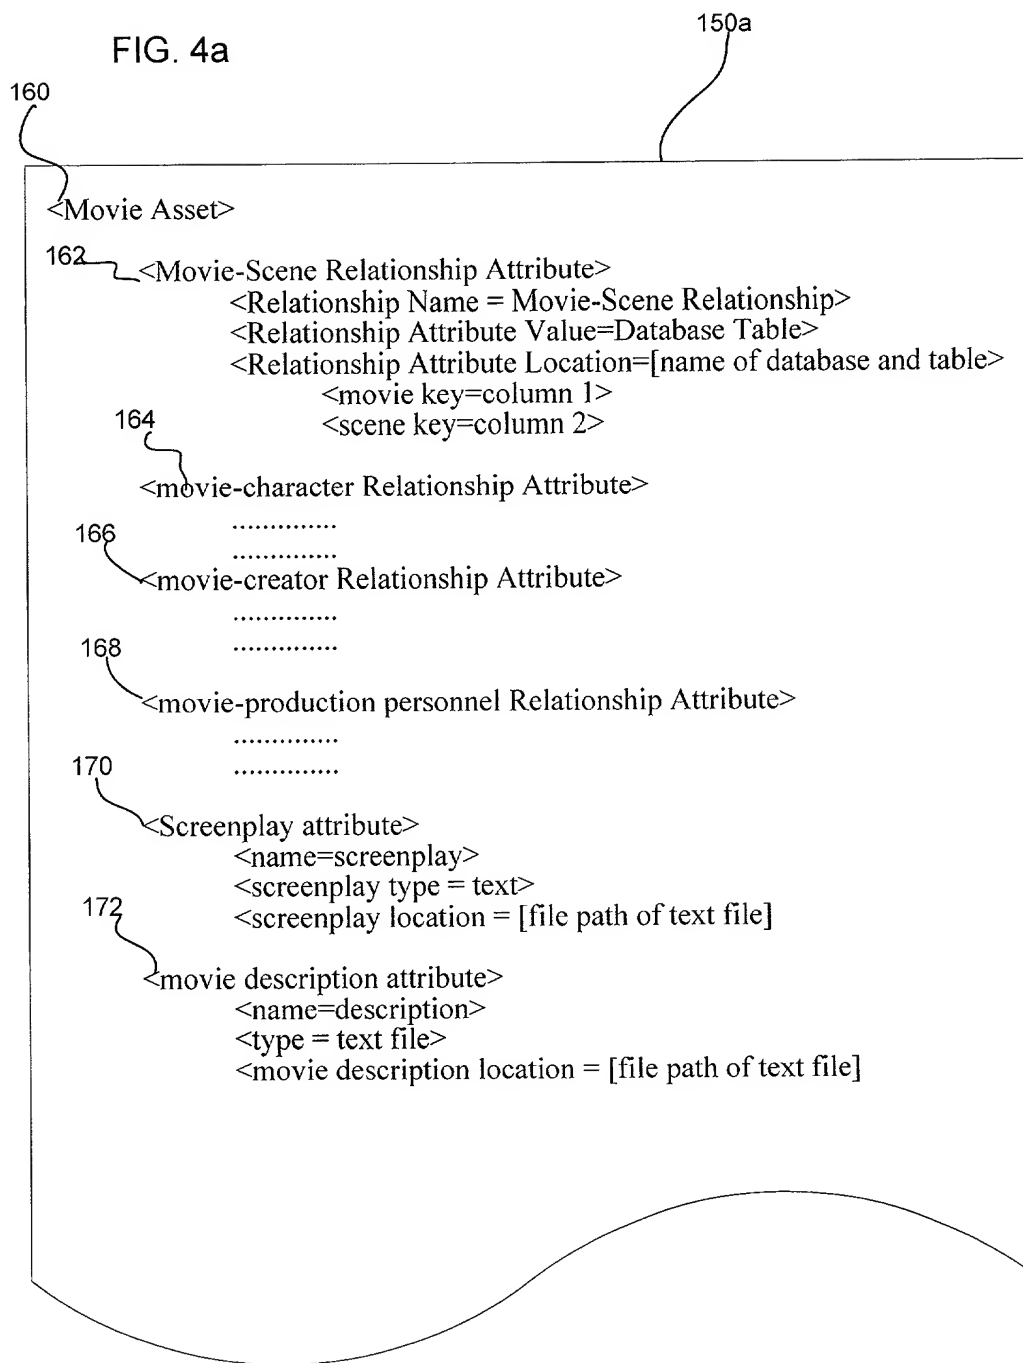 150a
FIG. 4a
160
<Movie Asset>
162
<Movie-Scene Relationship Attribute>
<Relationship Name = Movie-Scene Relationship>
<Relationship Attribute Value=Database Table>
<Relationship Attribute Location=[name of database and table>
<movie key=column 1>
<scene key=column 2>
164
<movie-character Relationship Attribute>
..............
..............
166
<movie-creator Relationship Attribute>
..............
..............
168
<movie-production personnel Relationship Attribute>
..............
..............
170
<Screenplay attribute>
<name=screenplay>
<screenplay type = text>
<screenplay location = [file path of text file]
172
<movie description attribute>
<name=description>
<type = text file>
<movie description location = [file path of text file]